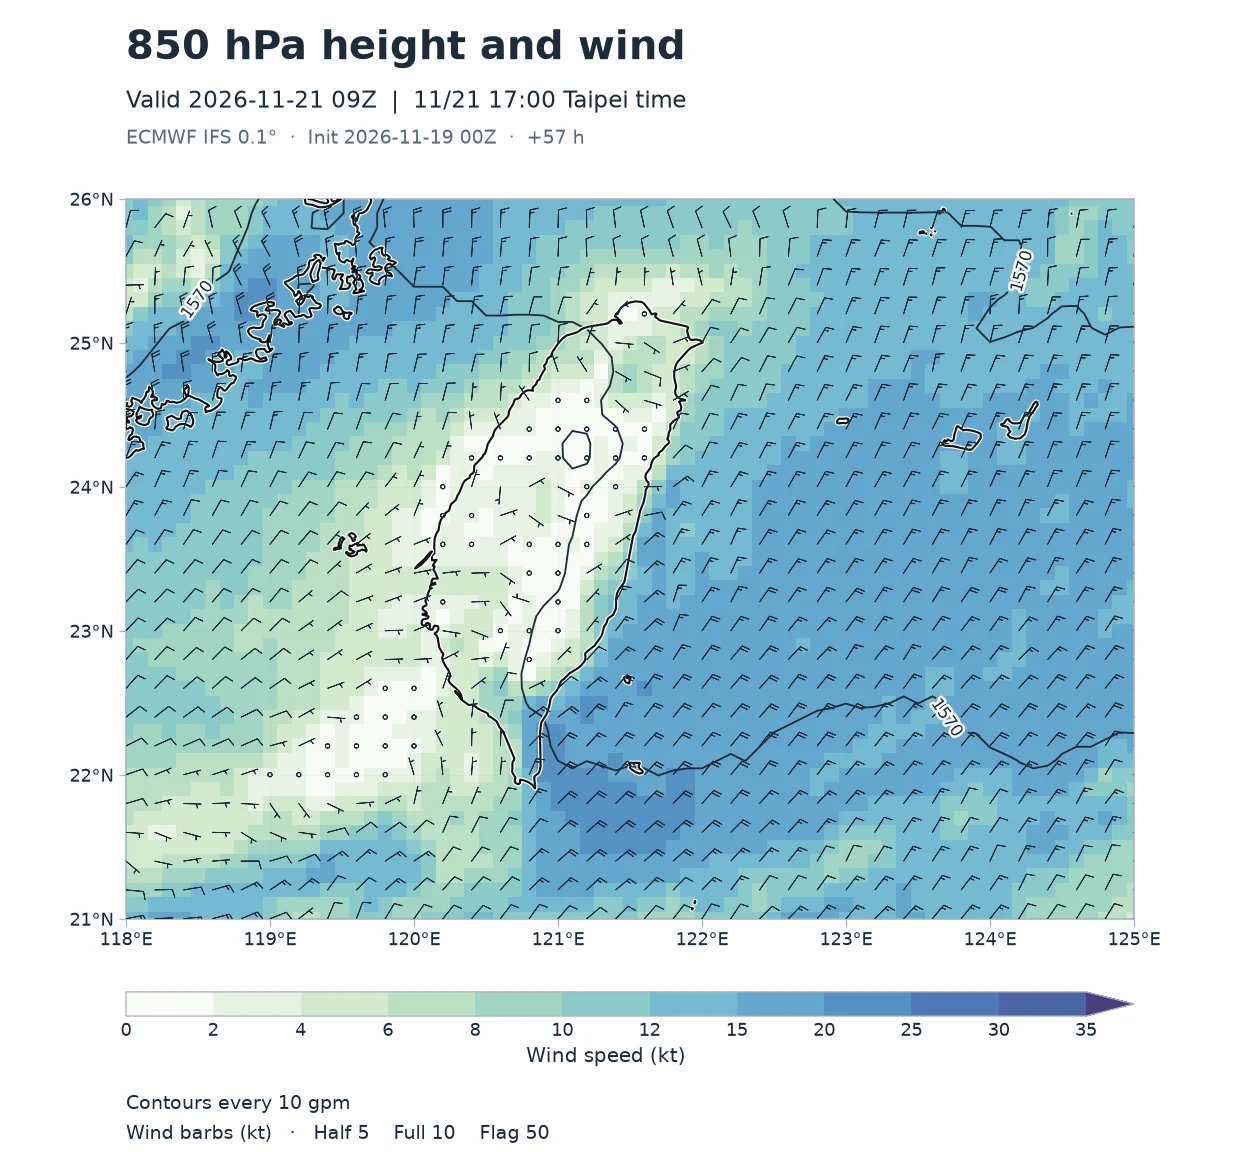 850 hPa height and wind
Valid 2026-11-21 09Z | 11/21 17:00 Taipei time
ECMWF IFS 0.1° · Init 2026-11-19 00Z · +57 h
26°N
25°N
24°N
23°N
22°N
21°N
1570
1570
1570
118°E 119°E 120°E 121°E 122°E 123°E 124°E 125°E
0 2 4 6 8 10 12 15 20 25 30 35
Wind speed (kt)
Contours every 10 gpm
Wind barbs (kt) · Half 5 Full 10 Flag 50